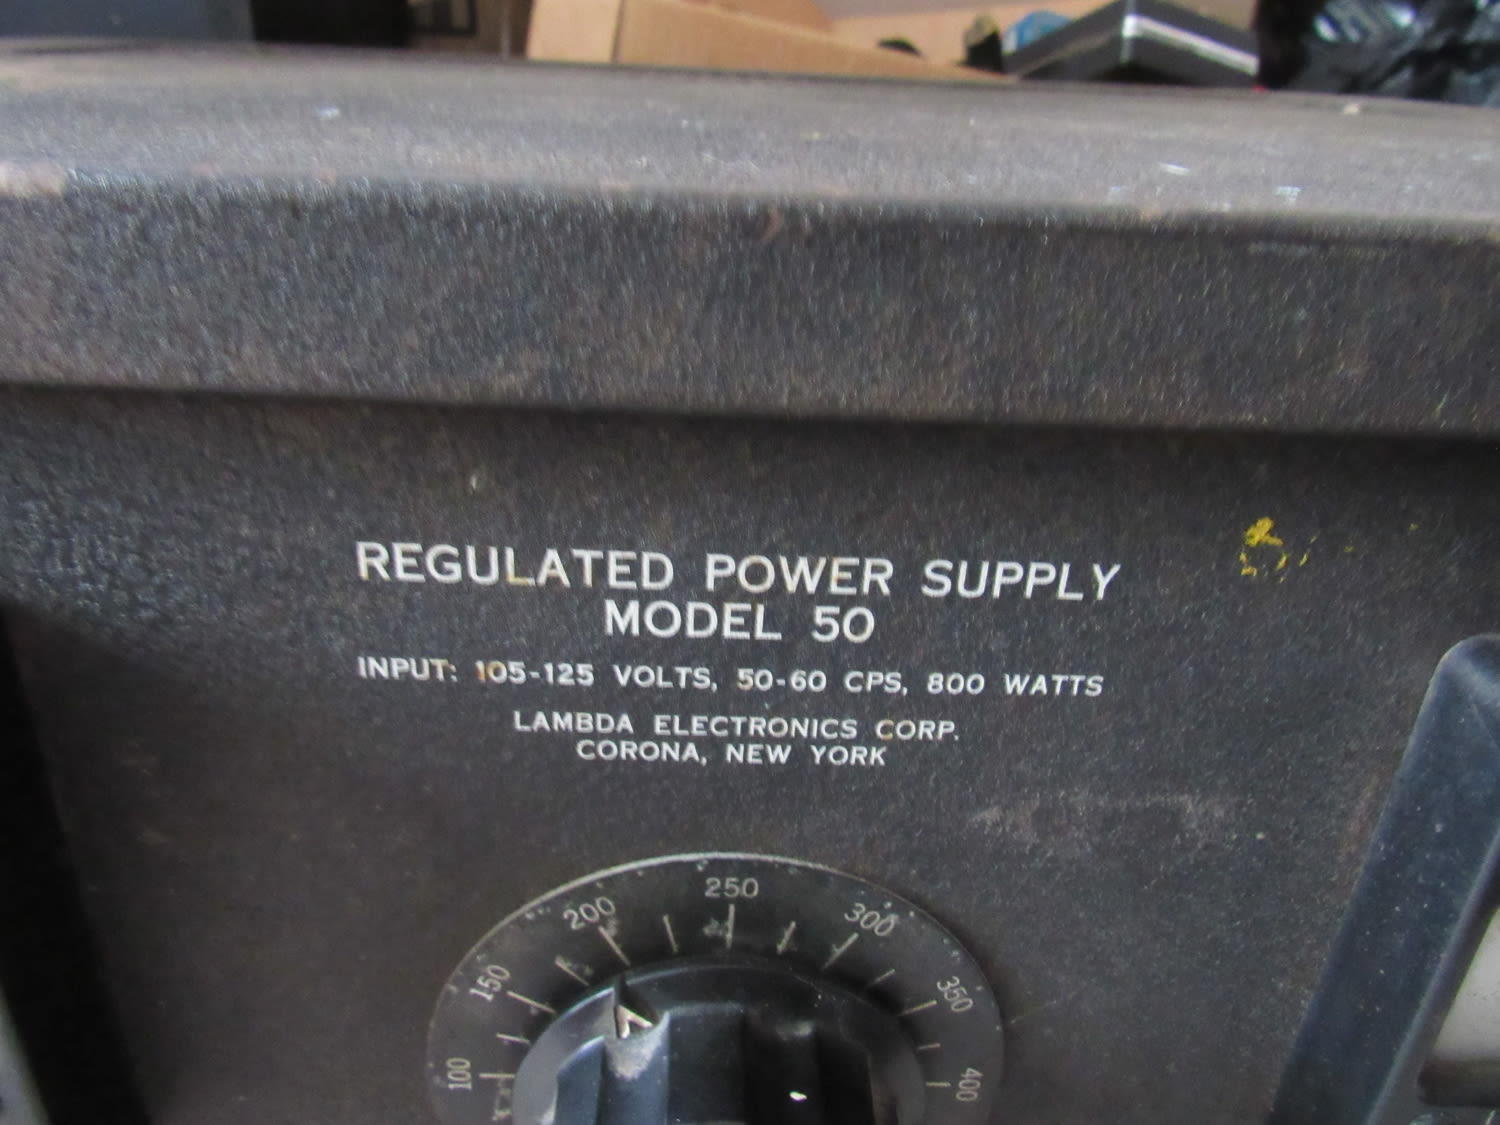 REGULATED POWER SUPPLY
MODEL 50
INPUT: 105-125 VOLTS, 50-60 CPS, 800 WATTS
LAMBDA ELECTRONICS CORP.
CORONA, NEW YORK
100
150
200
250
300
350
400